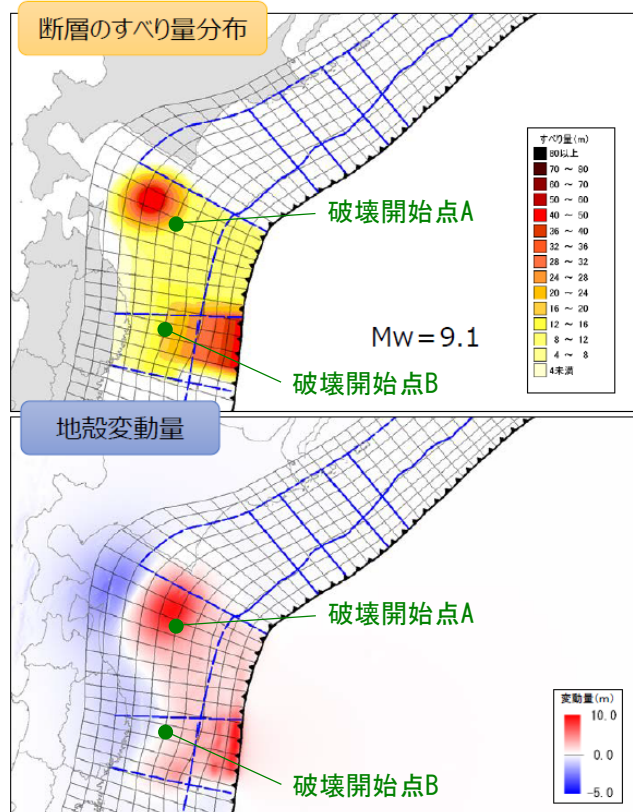 断層のすべり量分布
すべり量(m)
80以上
70 ~ 80
60 ~ 70
50 ~ 60
40 ~ 50
36 ~ 40
32 ~ 36
28 ~ 32
24 ~ 28
20 ~ 24
16 ~ 20
12 ~ 16
8 ~ 12
4 ~ 8
4未満
破壊開始点A
Mw=9.1
破壊開始点B
地殻変動量
破壊開始点A
変動量(m)
10.0
0.0
-5.0
破壊開始点B